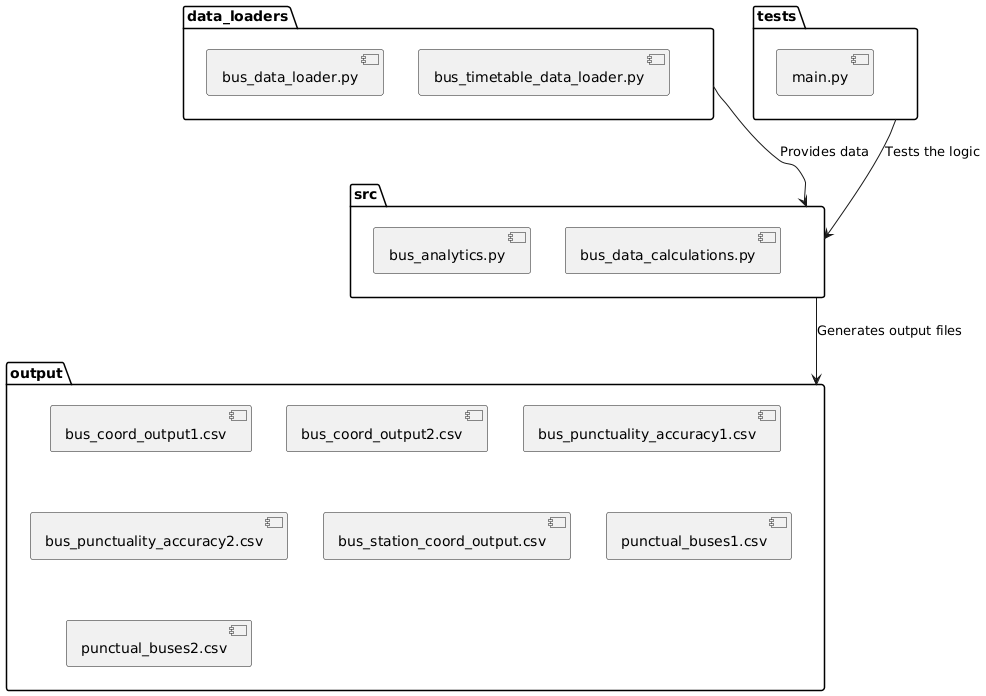 data_loaders
bus_data_loader.py
bus_timetable_data_loader.py
tests
main.py
Provides data
Tests the logic
src
bus_analytics.py
bus_data_calculations.py
Generates output files
output
bus_coord_output1.csv
bus_coord_output2.csv
bus_punctuality_accuracy1.csv
bus_punctuality_accuracy2.csv
bus_station_coord_output.csv
punctual_buses1.csv
punctual_buses2.csv